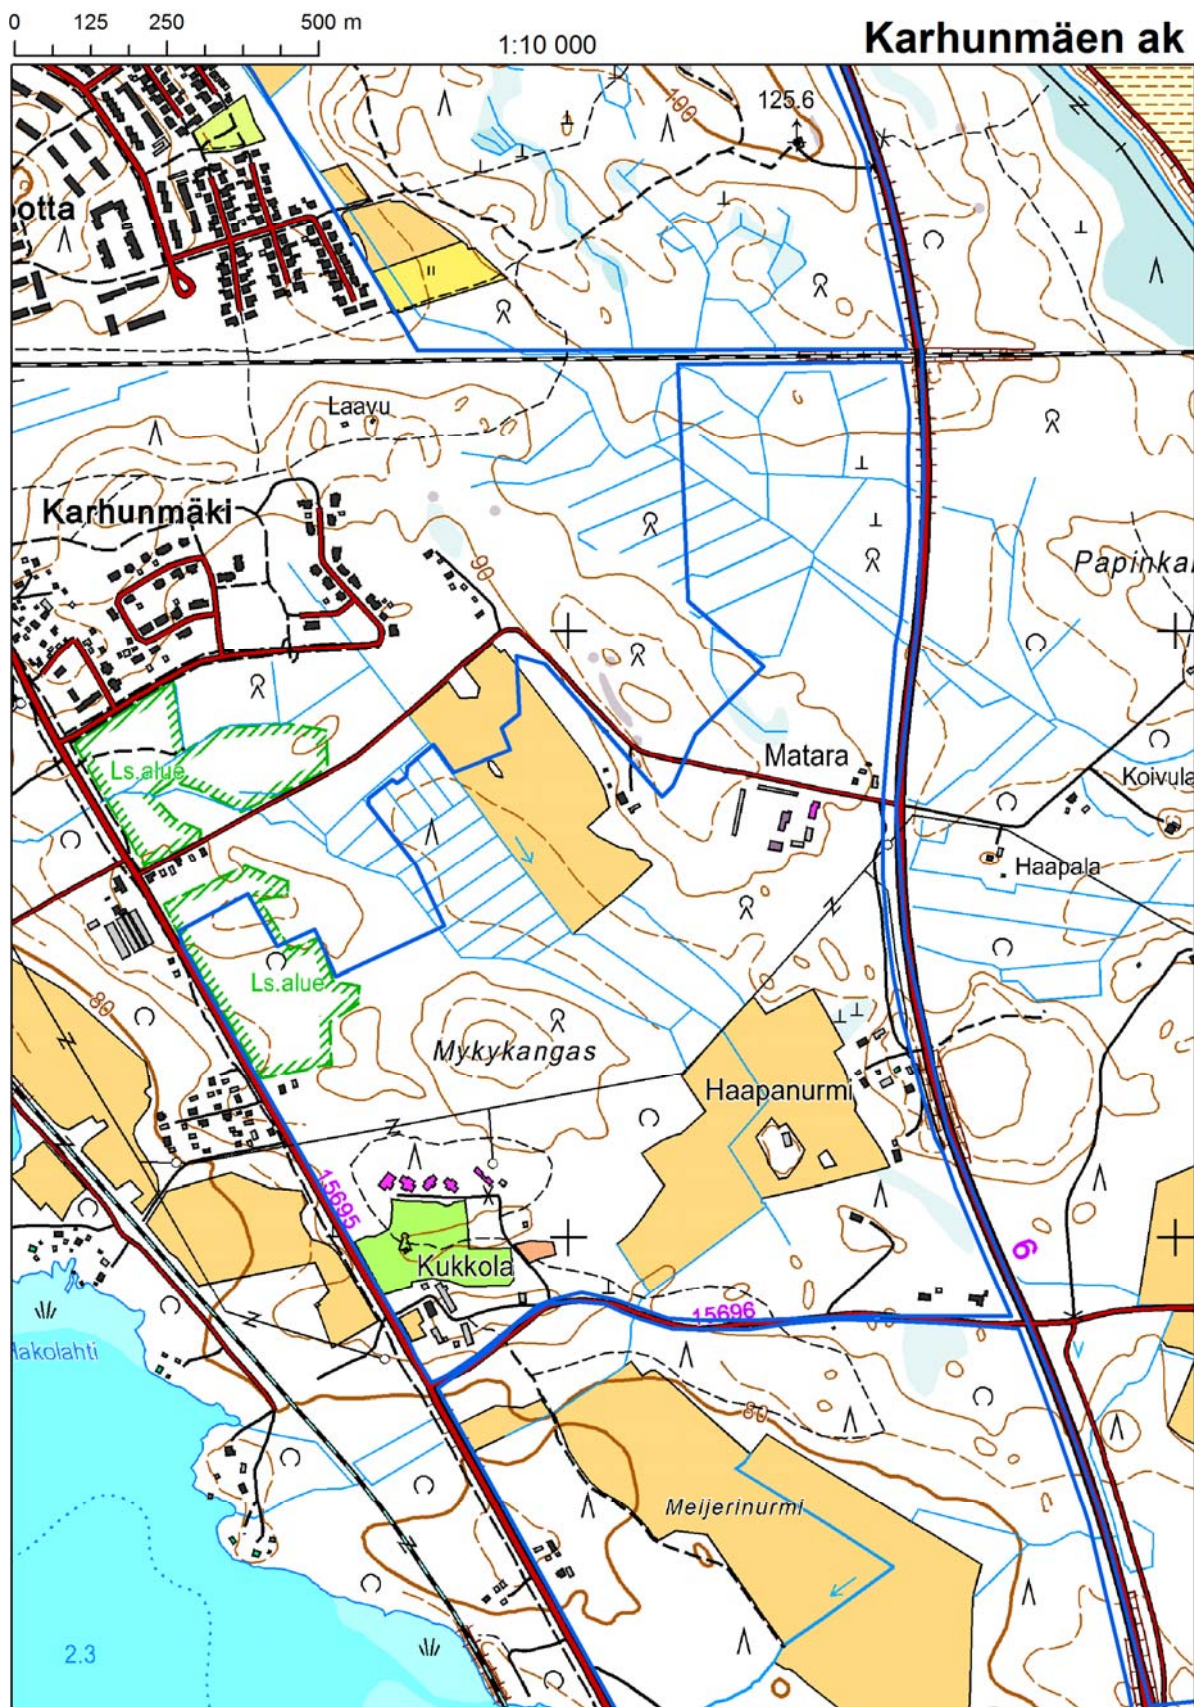 0 125 250 500 m
1:10 000
Karhunmäen ak
100
125.6
otta
Laavu
Karhunmäki
90
Papinka
Matara
Koivula
Ls.alue
Haapala
Ls.alue
80
Mykykangas
Haapanurmi
15695
6
Kukkola
15696
akolahti
80
Meijerinurmi
2.3